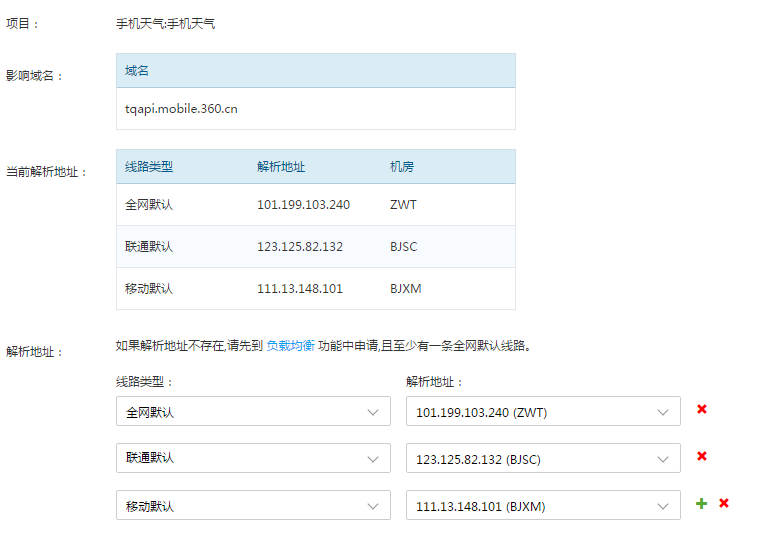 项目： 手机天气:手机天气
影响域名： 域名
tqapi.mobile.360.cn
当前解析地址： 线路类型 解析地址 机房
全网默认 101.199.103.240 ZWT
联通默认 123.125.82.132 BJSC
移动默认 111.13.148.101 BJXM
解析地址： 如果解析地址不存在,请先到 负载均衡 功能中申请,且至少有一条全网默认线路。
线路类型： 解析地址：
全网默认 101.199.103.240 (ZWT)
联通默认 123.125.82.132 (BJSC)
移动默认 111.13.148.101 (BJXM)